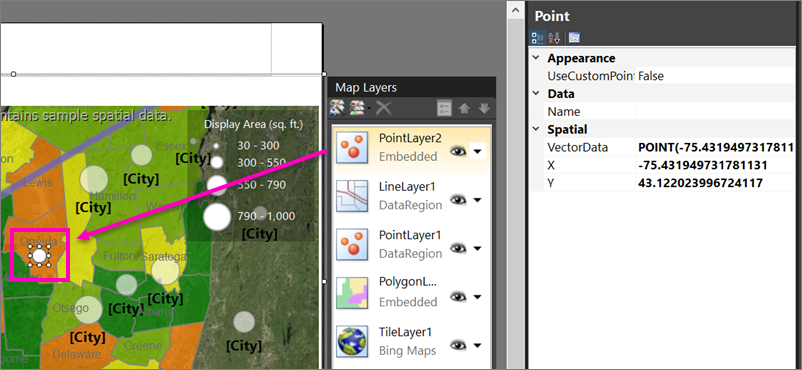 ntains sample spatial data.
Essex
[City]
Lewis
Hamilton
[City]
Oneida
Fulton
Saratoga
[City]
[City]
Otsego
Albany
[City]
Greene
Delaware
[City]
Display Area (sq. ft.)
30 - 300
300 - 550
550 - 790
790 - 1,000
[City]
Map Layers
PointLayer2
Embedded
LineLayer1
DataRegion
PointLayer1
DataRegion
PolygonL...
Embedded
TileLayer1
Bing Maps
Point
Appearance
UseCustomPoint False
Data
Name
Spatial
VectorData POINT(-75.4319497317811
X -75.431949731781131
Y 43.122023996724117